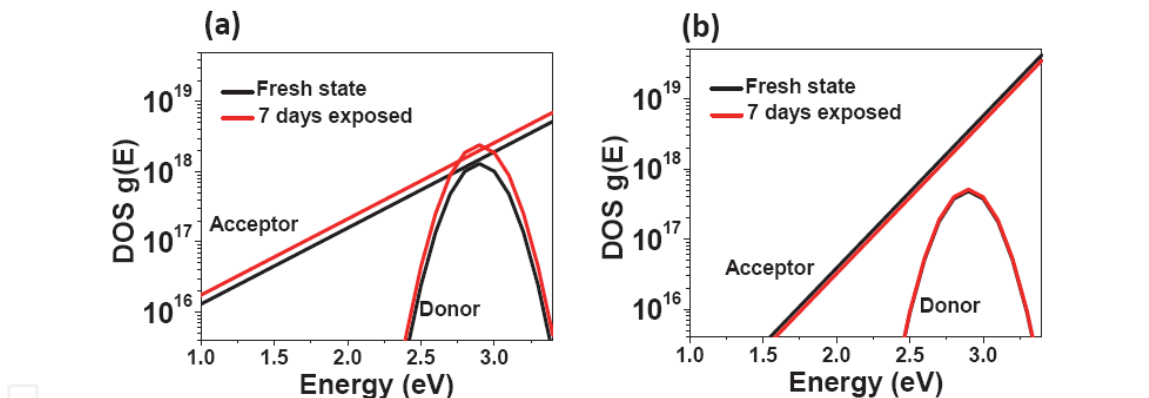 (a)
DOS g(E)
10^19
10^18
10^17
10^16
Fresh state
7 days exposed
Acceptor
Donor
1.0 1.5 2.0 2.5 3.0
Energy (eV)
(b)
DOS g(E)
10^19
10^18
10^17
10^16
Fresh state
7 days exposed
Acceptor
Donor
1.0 1.5 2.0 2.5 3.0
Energy (eV)